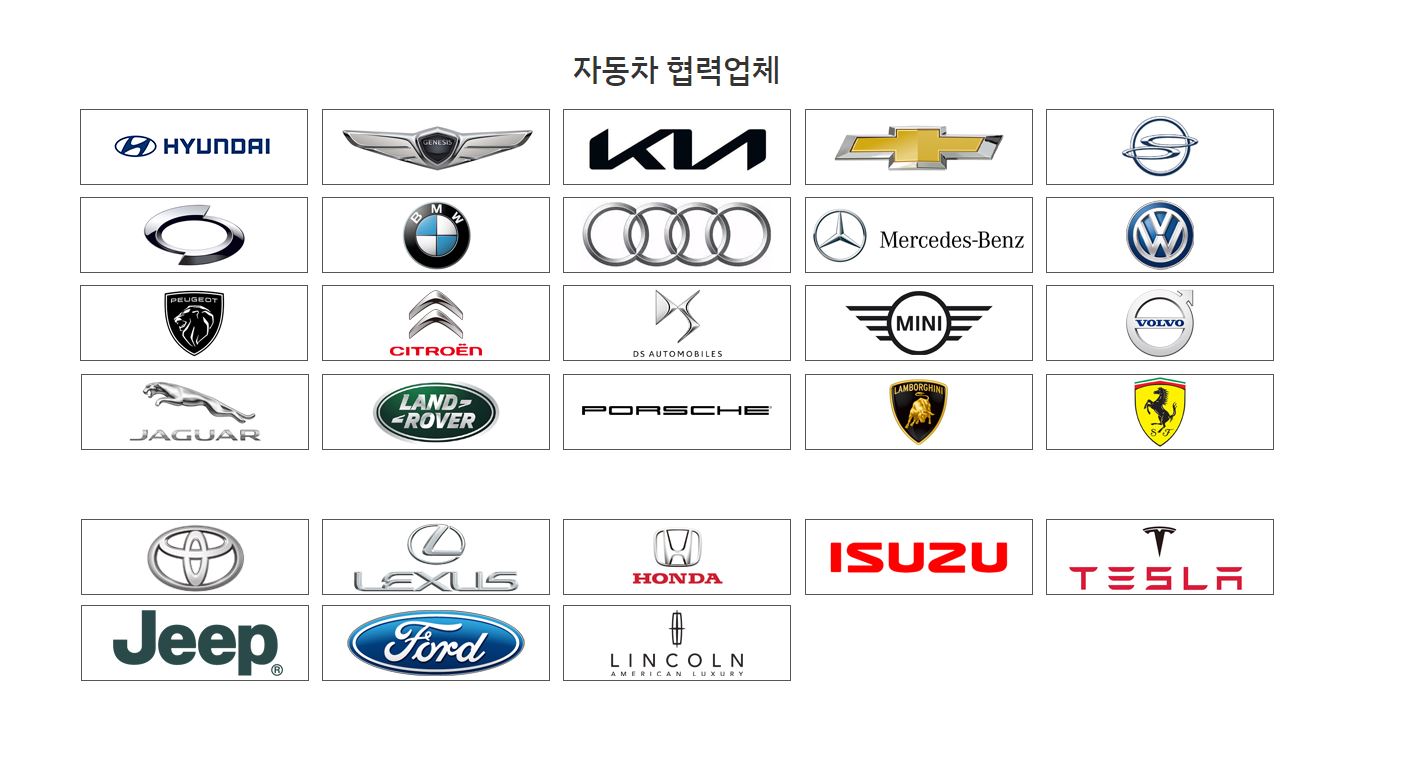 자동차 협력업체
HYUNDAI
GENESIS
KIA
BMW
Mercedes-Benz
PEUGEOT
CITROËN
DS AUTOMOBILES
MINI
VOLVO
JAGUAR
LAND-
-ROVER
PORSCHE
LAMBORGHINI
S F
LEXUS
HONDA
ISUZU
TESLA
Jeep®
Ford
LINCOLN
AMERICAN LUXURY